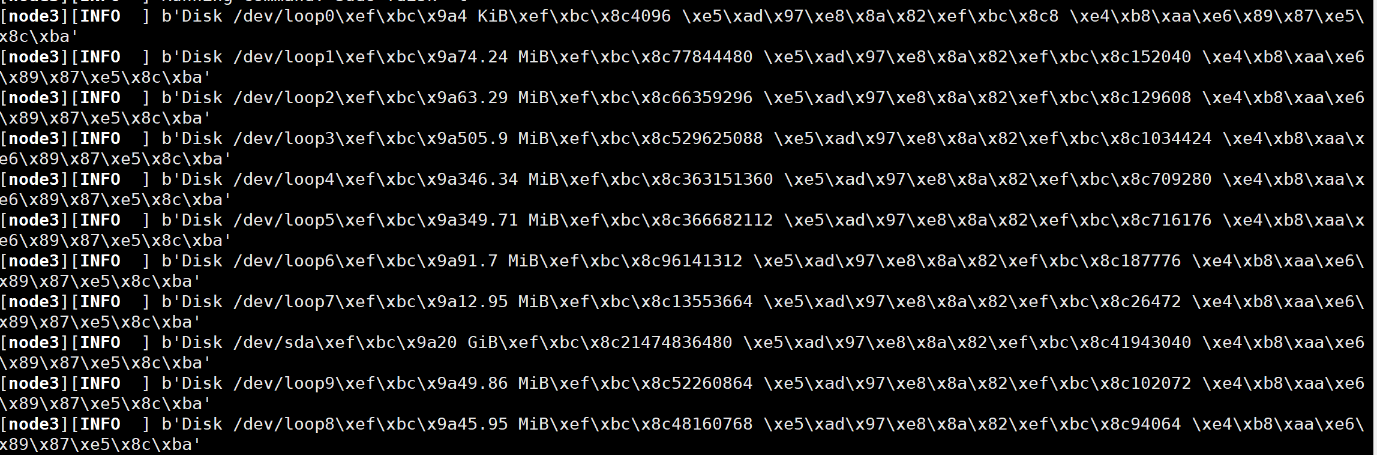 [node3][INFO  ] b'Disk /dev/loop0\xef\xbc\x9a4 KiB\xef\xbc\x8c4096 \xe5\xad\x97\xe8\x8a\x82\xef\xbc\x8c8 \xe4\xb8\xaa\xe6\x89\x87\xe5\
x8c\xba'
[node3][INFO  ] b'Disk /dev/loop1\xef\xbc\x9a74.24 MiB\xef\xbc\x8c77844480 \xe5\xad\x97\xe8\x8a\x82\xef\xbc\x8c152040 \xe4\xb8\xaa\xe6
\x89\x87\xe5\x8c\xba'
[node3][INFO  ] b'Disk /dev/loop2\xef\xbc\x9a63.29 MiB\xef\xbc\x8c66359296 \xe5\xad\x97\xe8\x8a\x82\xef\xbc\x8c129608 \xe4\xb8\xaa\xe6
\x89\x87\xe5\x8c\xba'
[node3][INFO  ] b'Disk /dev/loop3\xef\xbc\x9a505.9 MiB\xef\xbc\x8c529625088 \xe5\xad\x97\xe8\x8a\x82\xef\xbc\x8c1034424 \xe4\xb8\xaa\x
e6\x89\x87\xe5\x8c\xba'
[node3][INFO  ] b'Disk /dev/loop4\xef\xbc\x9a346.34 MiB\xef\xbc\x8c363151360 \xe5\xad\x97\xe8\x8a\x82\xef\xbc\x8c709280 \xe4\xb8\xaa\x
e6\x89\x87\xe5\x8c\xba'
[node3][INFO  ] b'Disk /dev/loop5\xef\xbc\x9a349.71 MiB\xef\xbc\x8c366682112 \xe5\xad\x97\xe8\x8a\x82\xef\xbc\x8c716176 \xe4\xb8\xaa\x
e6\x89\x87\xe5\x8c\xba'
[node3][INFO  ] b'Disk /dev/loop6\xef\xbc\x9a91.7 MiB\xef\xbc\x8c96141312 \xe5\xad\x97\xe8\x8a\x82\xef\xbc\x8c187776 \xe4\xb8\xaa\xe6\
x89\x87\xe5\x8c\xba'
[node3][INFO  ] b'Disk /dev/loop7\xef\xbc\x9a12.95 MiB\xef\xbc\x8c13553664 \xe5\xad\x97\xe8\x8a\x82\xef\xbc\x8c26472 \xe4\xb8\xaa\xe6\
x89\x87\xe5\x8c\xba'
[node3][INFO  ] b'Disk /dev/sda\xef\xbc\x9a20 GiB\xef\xbc\x8c21474836480 \xe5\xad\x97\xe8\x8a\x82\xef\xbc\x8c41943040 \xe4\xb8\xaa\xe6
\x89\x87\xe5\x8c\xba'
[node3][INFO  ] b'Disk /dev/loop9\xef\xbc\x9a49.86 MiB\xef\xbc\x8c52260864 \xe5\xad\x97\xe8\x8a\x82\xef\xbc\x8c102072 \xe4\xb8\xaa\xe6
\x89\x87\xe5\x8c\xba'
[node3][INFO  ] b'Disk /dev/loop8\xef\xbc\x9a45.95 MiB\xef\xbc\x8c48160768 \xe5\xad\x97\xe8\x8a\x82\xef\xbc\x8c94064 \xe4\xb8\xaa\xe6\
x89\x87\xe5\x8c\xba'